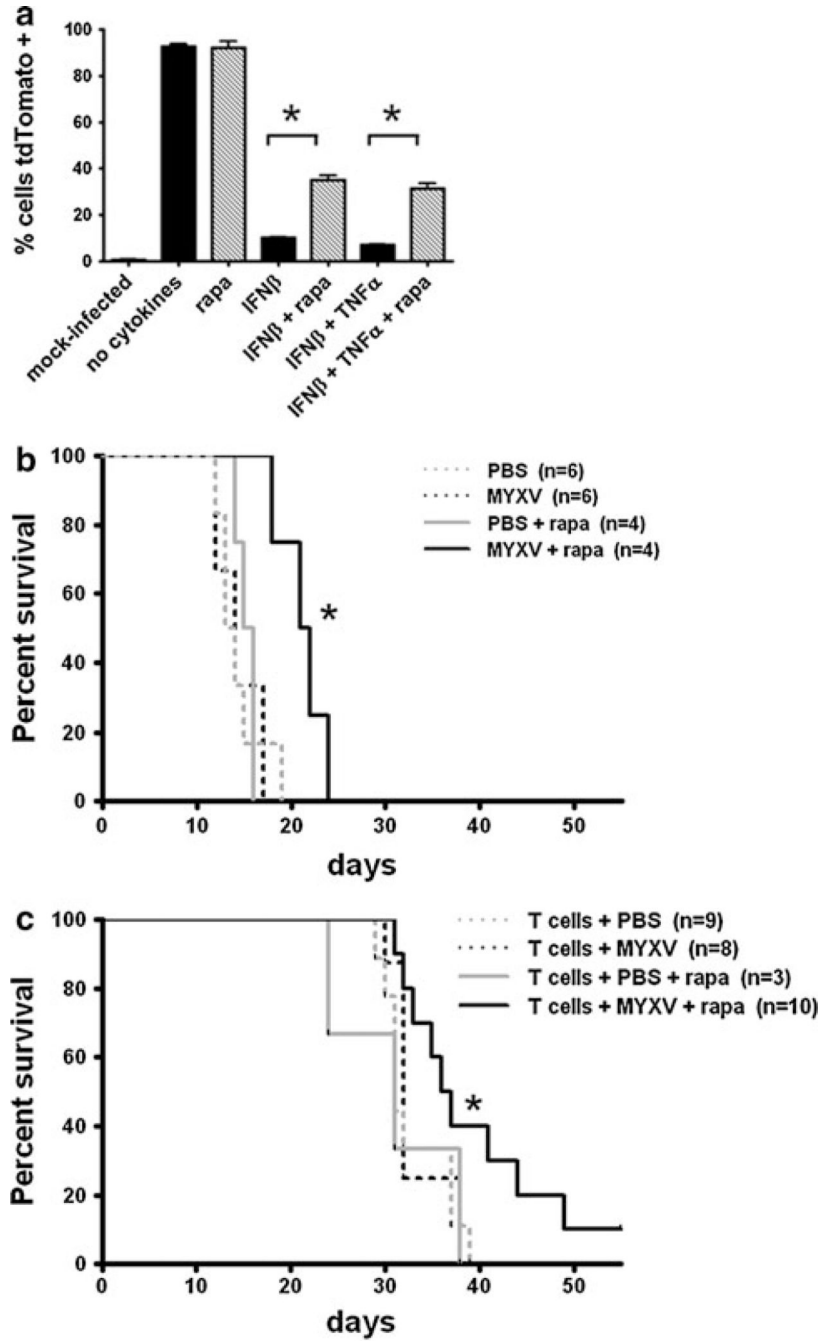 a
% cells tdTomato +
100
80
60
40
20
0
* *
mock-infected
no cytokines
rapa
IFNβ
IFNβ + rapa
IFNβ + TNFα
IFNβ + TNFα + rapa
b
Percent survival
100
80
60
40
20
0
PBS (n=6)
MYXV (n=6)
PBS + rapa (n=4)
MYXV + rapa (n=4)
*
0 10 20 30 40 50
days
c
Percent survival
100
80
60
40
20
0
T cells + PBS (n=9)
T cells + MYXV (n=8)
T cells + PBS + rapa (n=3)
T cells + MYXV + rapa (n=10)
*
0 10 20 30 40 50
days